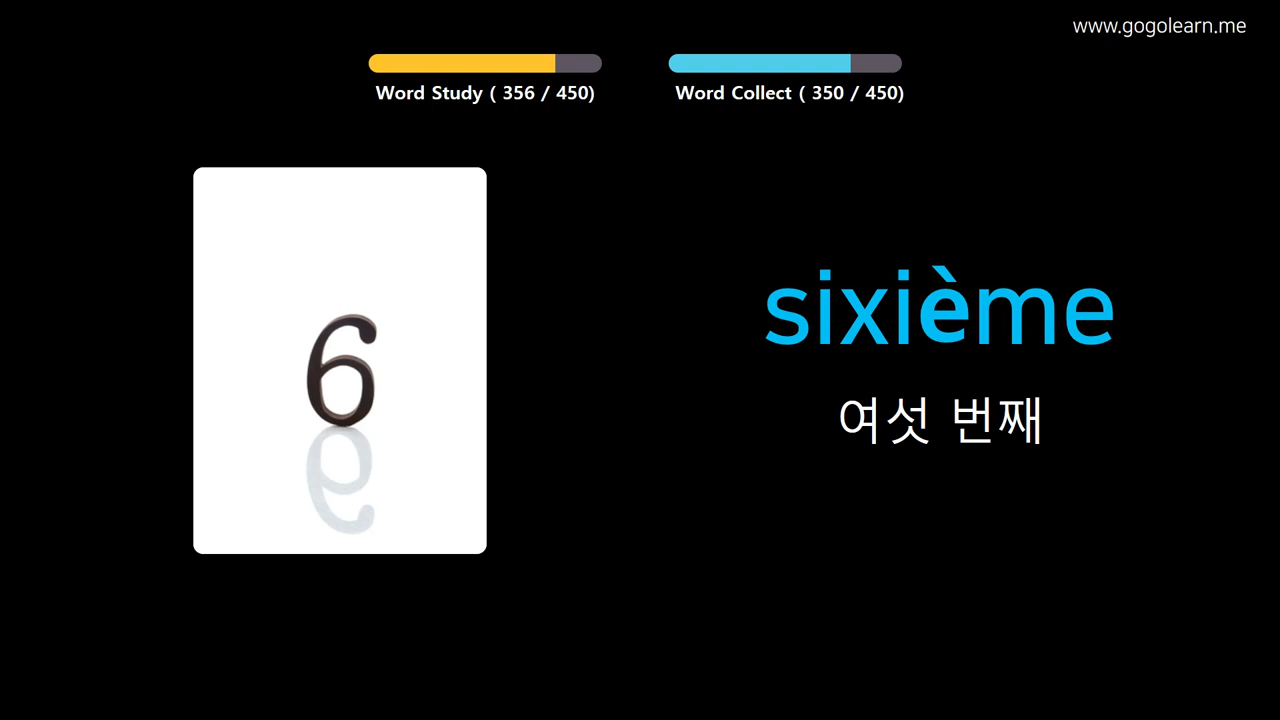 www.gogolearn.me
Word Study ( 356 / 450)
Word Collect ( 350 / 450)
6
sixième
여섯 번째